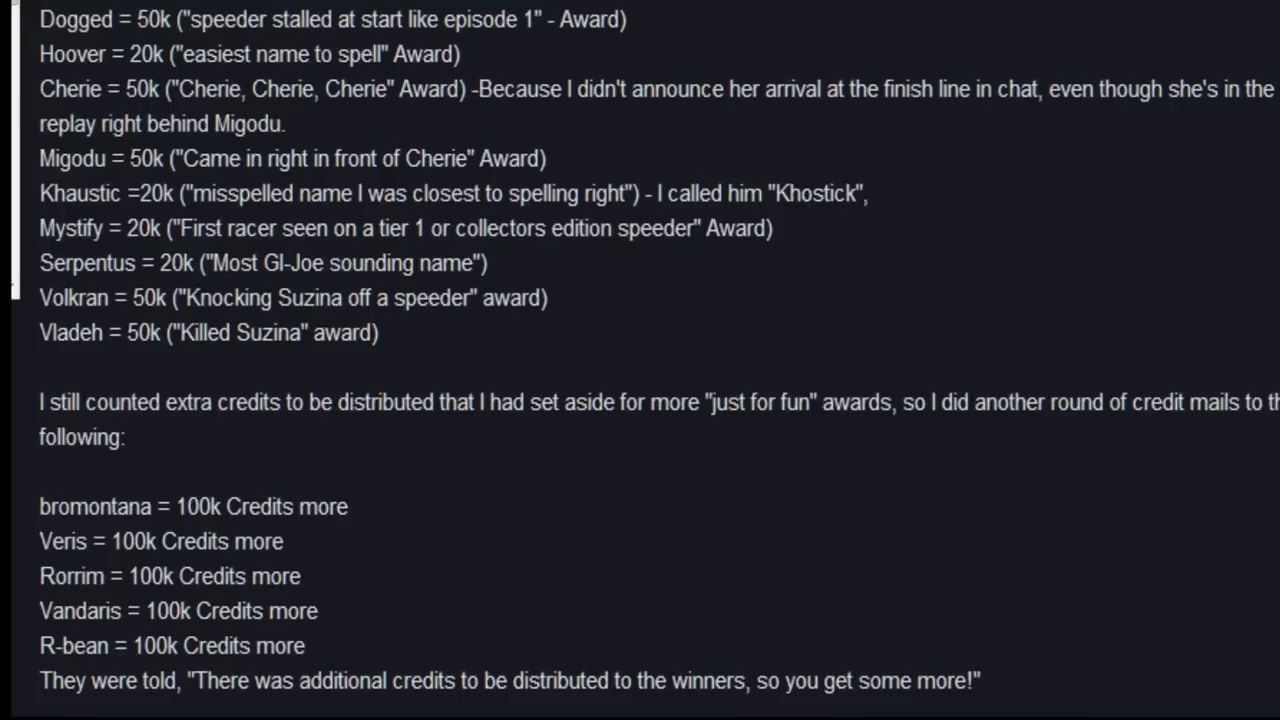 Dogged = 50k ("speeder stalled at start like episode 1" - Award)
Hoover = 20k ("easiest name to spell" Award)
Cherie = 50k ("Cherie, Cherie, Cherie" Award) -Because I didn't announce her arrival at the finish line in chat, even though she's in the
replay right behind Migodu.
Migodu = 50k ("Came in right in front of Cherie" Award)
Khaustic =20k ("misspelled name I was closest to spelling right") - I called him "Khostick",
Mystify = 20k ("First racer seen on a tier 1 or collectors edition speeder" Award)
Serpentus = 20k ("Most GI-Joe sounding name")
Volkran = 50k ("Knocking Suzina off a speeder" award)
Vladeh = 50k ("Killed Suzina" award)
I still counted extra credits to be distributed that I had set aside for more "just for fun" awards, so I did another round of credit mails to
following:
bromontana = 100k Credits more
Veris = 100k Credits more
Rorrim = 100k Credits more
Vandaris = 100k Credits more
R-bean = 100k Credits more
They were told, "There was additional credits to be distributed to the winners, so you get some more!"